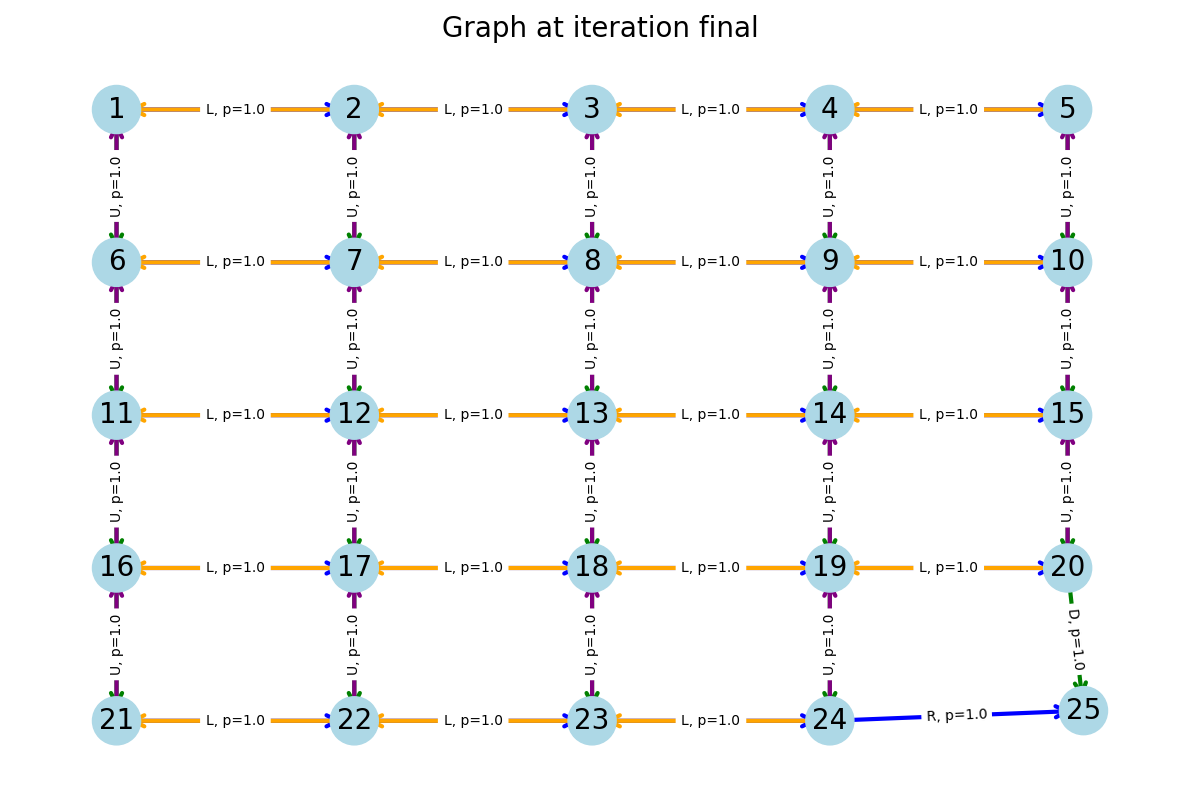 Graph at iteration final
1 L, p=1.0 2 L, p=1.0 3 L, p=1.0 4 L, p=1.0 5
U, p=1.0 U, p=1.0 U, p=1.0 U, p=1.0 U, p=1.0
6 L, p=1.0 7 L, p=1.0 8 L, p=1.0 9 L, p=1.0 10
U, p=1.0 U, p=1.0 U, p=1.0 U, p=1.0 U, p=1.0
11 L, p=1.0 12 L, p=1.0 13 L, p=1.0 14 L, p=1.0 15
U, p=1.0 U, p=1.0 U, p=1.0 U, p=1.0 U, p=1.0
16 L, p=1.0 17 L, p=1.0 18 L, p=1.0 19 L, p=1.0 20
U, p=1.0 U, p=1.0 U, p=1.0 U, p=1.0 D, p=1.0
21 L, p=1.0 22 L, p=1.0 23 L, p=1.0 24 R, p=1.0 25